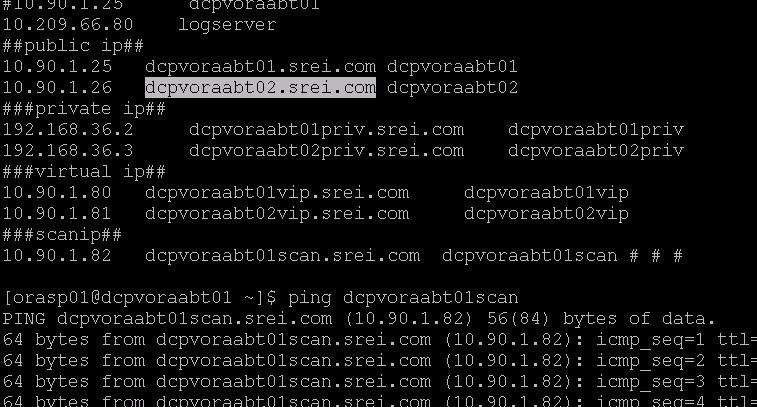 #10.90.1.25 dcpvoraabt01
10.209.66.80 logserver
##public ip##
10.90.1.25 dcpvoraabt01.srei.com dcpvoraabt01
10.90.1.26 dcpvoraabt02.srei.com dcpvoraabt02
###private ip##
192.168.36.2 dcpvoraabt01priv.srei.com dcpvoraabt01priv
192.168.36.3 dcpvoraabt02priv.srei.com dcpvoraabt02priv
###virtual ip##
10.90.1.80 dcpvoraabt01vip.srei.com dcpvoraabt01vip
10.90.1.81 dcpvoraabt02vip.srei.com dcpvoraabt02vip
###scanip##
10.90.1.82 dcpvoraabt01scan.srei.com dcpvoraabt01scan # # #
[orasp01@dcpvoraabt01 ~]$ ping dcpvoraabt01scan
PING dcpvoraabt01scan.srei.com (10.90.1.82) 56(84) bytes of data.
64 bytes from dcpvoraabt01scan.srei.com (10.90.1.82): icmp_seq=1 ttl=
64 bytes from dcpvoraabt01scan.srei.com (10.90.1.82): icmp_seq=2 ttl=
64 bytes from dcpvoraabt01scan.srei.com (10.90.1.82): icmp_seq=3 ttl=
64 bytes from dcpvoraabt01scan.srei.com (10.90.1.82): icmp_seq=4 ttl=